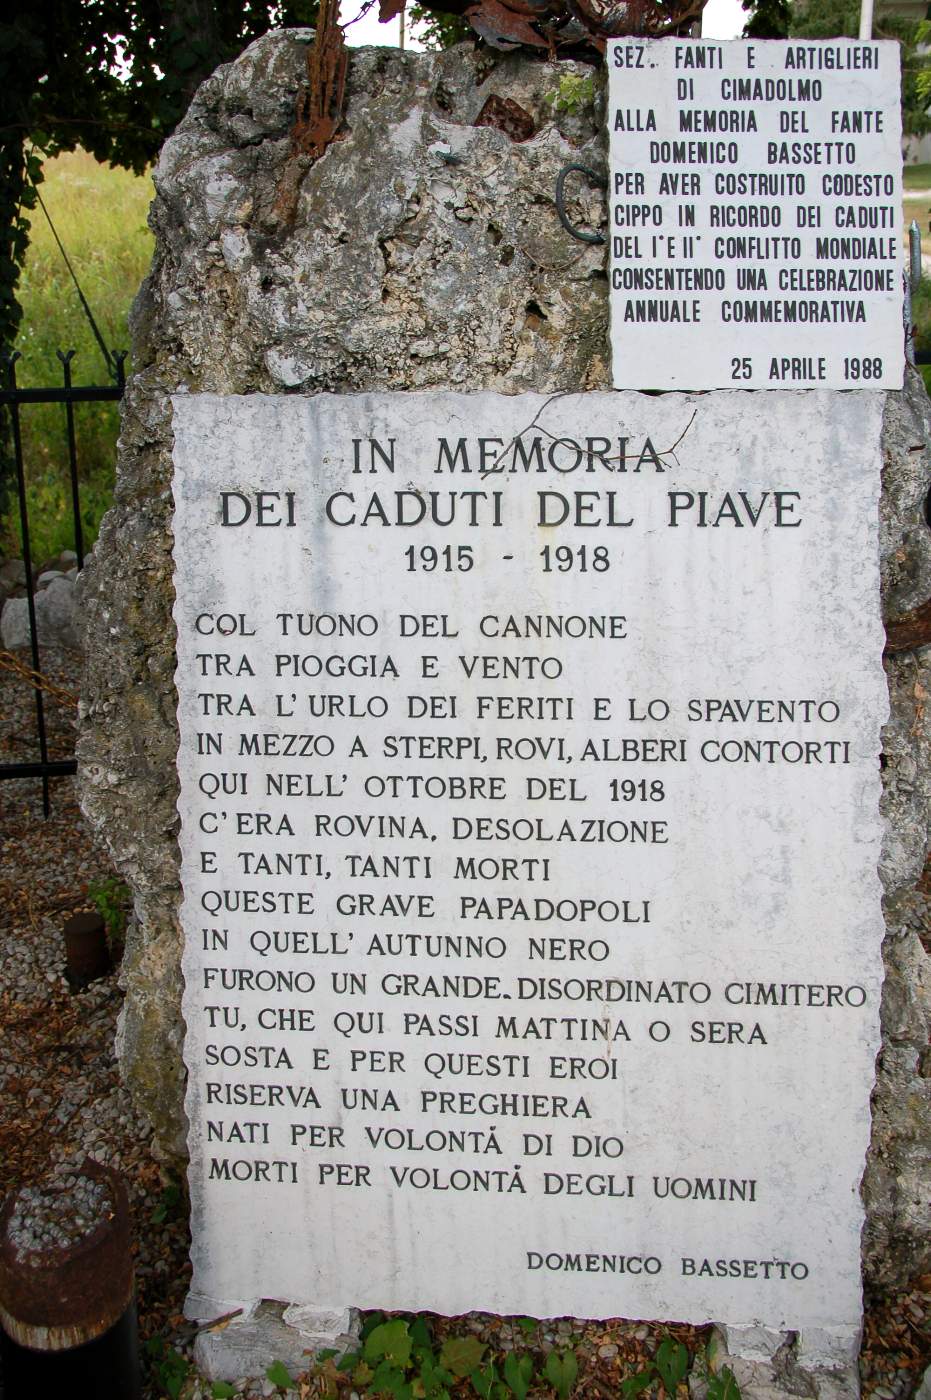 SEZ. FANTI E ARTIGLIERI
DI CIMADOLMO
ALLA MEMORIA DEL FANTE
DOMENICO BASSETTO
PER AVER COSTRUITO CODESTO
CIPPO IN RICORDO DEI CADUTI
DEL I° E II° CONFLITTO MONDIALE
CONSENTENDO UNA CELEBRAZIONE
ANNUALE COMMEMORATIVA
25 APRILE 1988
IN MEMORIA
DEI CADUTI DEL PIAVE
1915 - 1918
COL TUONO DEL CANNONE
TRA PIOGGIA E VENTO
TRA L'URLO DEI FERITI E LO SPAVENTO
IN MEZZO A STERPI, ROVI, ALBERI CONTORTI
QUI NELL' OTTOBRE DEL 1918
C'ERA ROVINA, DESOLAZIONE
E TANTI, TANTI MORTI
QUESTE GRAVE PAPADOPOLI
IN QUELL' AUTUNNO NERO
FURONO UN GRANDE DISORDINATO CIMITERO
TU, CHE QUI PASSI MATTINA O SERA
SOSTA E PER QUESTI EROI
RISERVA UNA PREGHIERA
NATI PER VOLONTÀ DI DIO
MORTI PER VOLONTÀ DEGLI UOMINI
DOMENICO BASSETTO